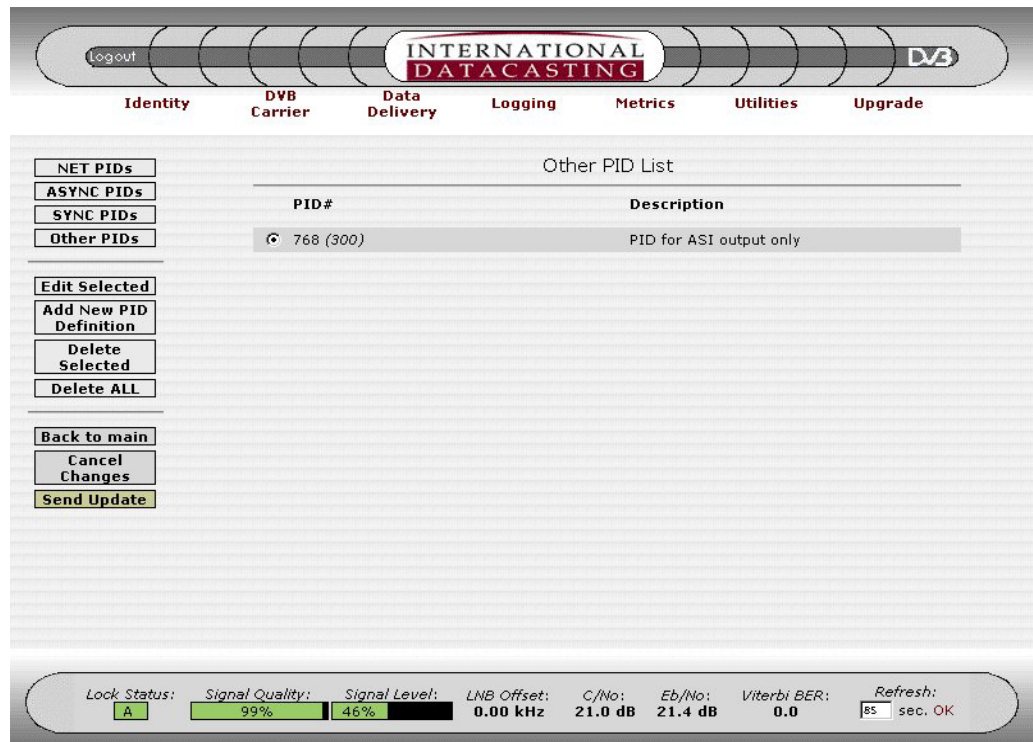 Logout
INTERNATIONAL
DATACASTING
DVB
Identity
DVB
Carrier
Data
Delivery
Logging
Metrics
Utilities
Upgrade
NET PIDs
ASYNC PIDs
SYNC PIDs
Other PIDs
Edit Selected
Add New PID
Definition
Delete
Selected
Delete ALL
Back to main
Cancel
Changes
Send Update
Other PID List
PID# Description
768 (300) PID for ASI output only
Lock Status: Signal Quality: Signal Level: LNB Offset: C/No: Eb/No: Viterbi BER: Refresh:
A 99% 46% 0.00 kHz 21.0 dB 21.4 dB 0.0 85 sec. OK